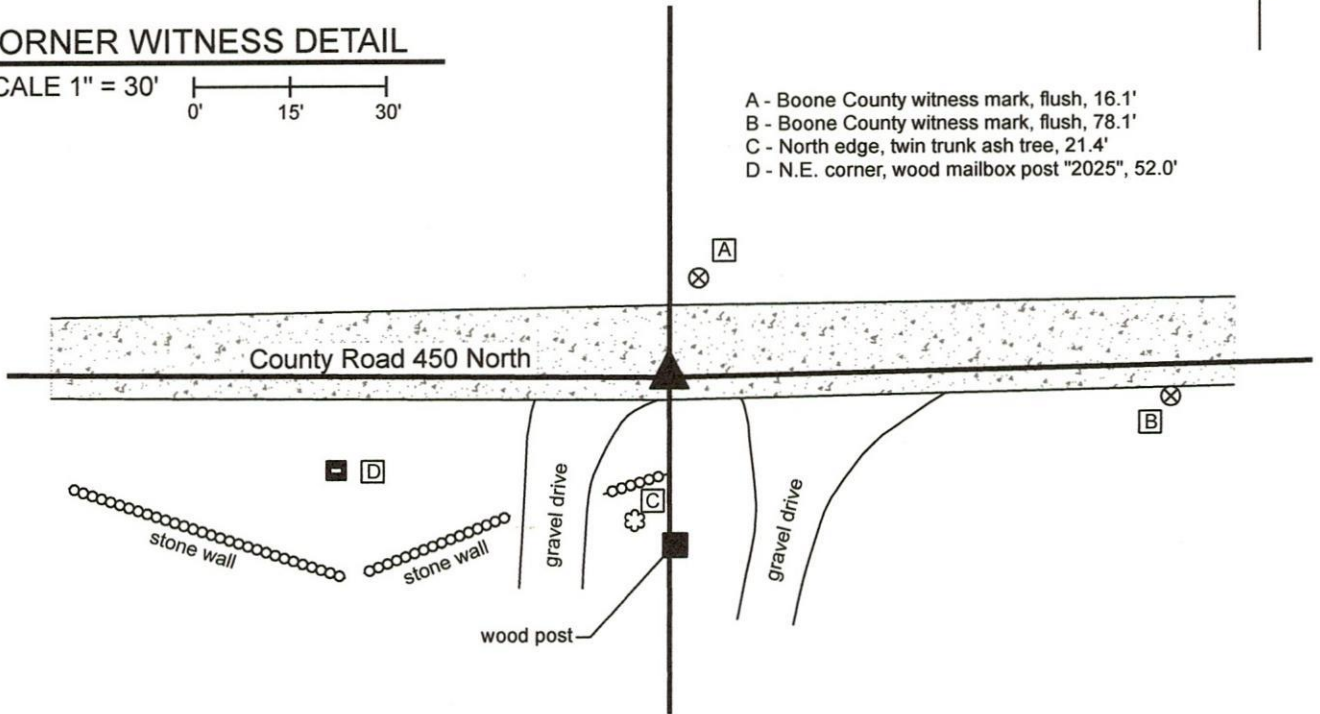 ORNER WITNESS DETAIL
CALE 1" = 30'
0' 15' 30'
A - Boone County witness mark, flush, 16.1'
B - Boone County witness mark, flush, 78.1'
C - North edge, twin trunk ash tree, 21.4'
D - N.E. corner, wood mailbox post "2025", 52.0'
A
County Road 450 North
B
D
C
stone wall
stone wall
gravel drive
gravel drive
wood post